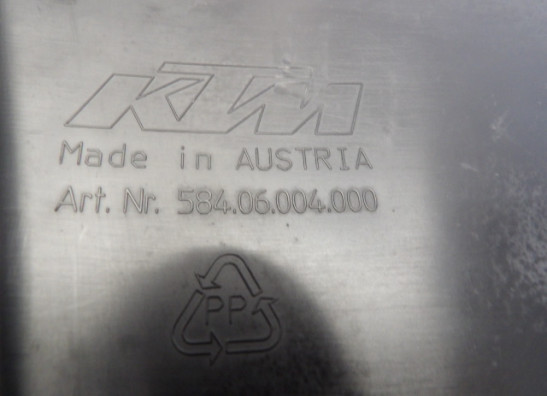 KTM
Made in AUSTRIA
Art. Nr. 584.06.004.000
PP